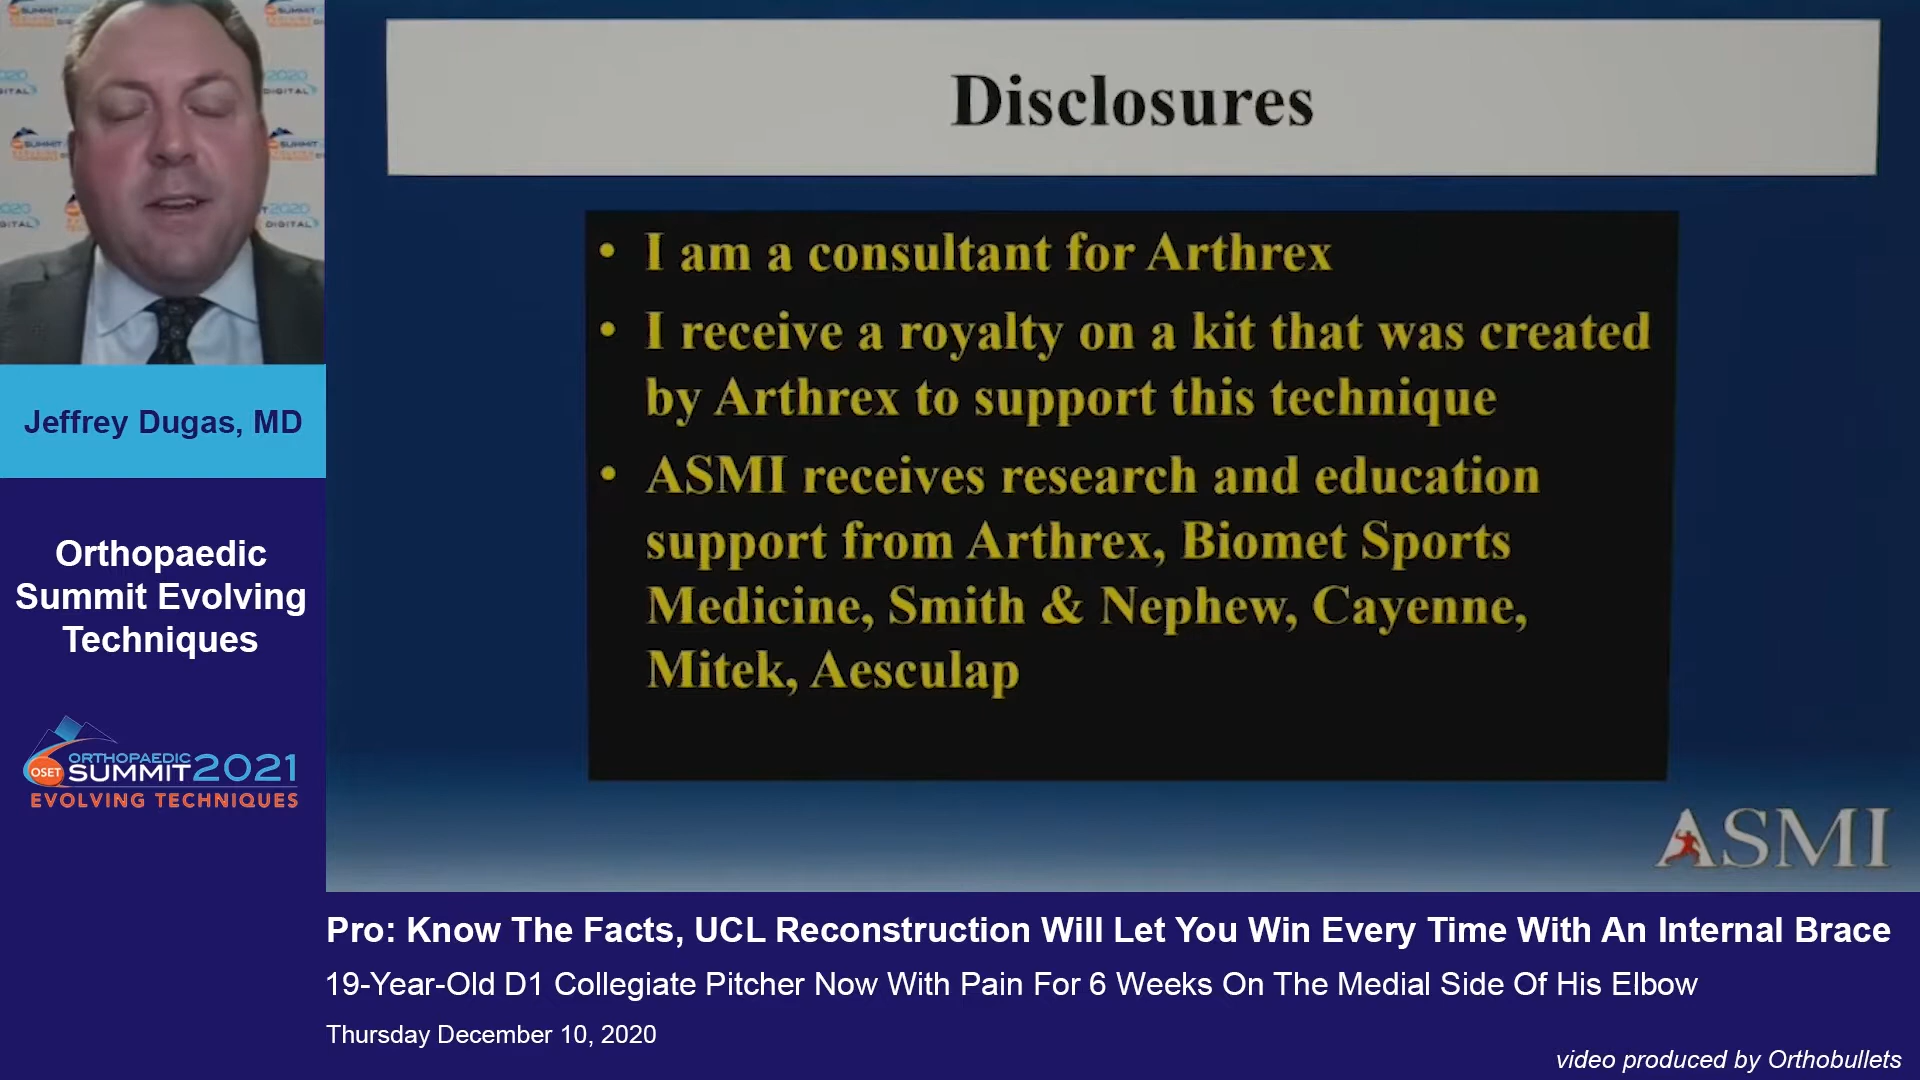 Disclosures
• I am a consultant for Arthrex
• I receive a royalty on a kit that was created
by Arthrex to support this technique
• ASMI receives research and education
support from Arthrex, Biomet Sports
Medicine, Smith & Nephew, Cayenne,
Mitek, Aesculap
ASMI
Jeffrey Dugas, MD
Orthopaedic
Summit Evolving
Techniques
OSET
ORTHOPAEDIC
SUMMIT 2021
EVOLVING TECHNIQUES
Pro: Know The Facts, UCL Reconstruction Will Let You Win Every Time With An Internal Brace
19-Year-Old D1 Collegiate Pitcher Now With Pain For 6 Weeks On The Medial Side Of His Elbow
Thursday December 10, 2020
video produced by Orthobullets